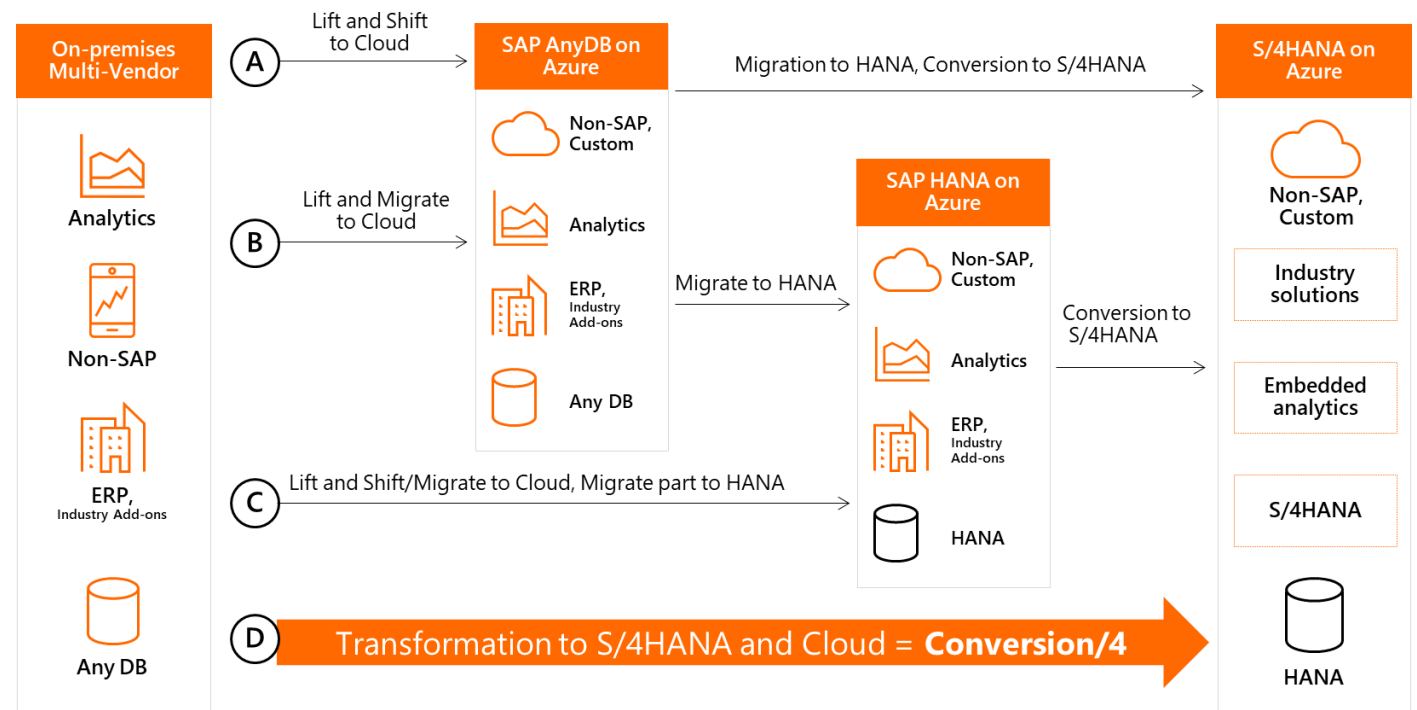 On-premises
Multi-Vendor
Analytics
Non-SAP
ERP,
Industry Add-ons
Any DB
A
Lift and Shift
to Cloud
B
Lift and Migrate
to Cloud
SAP AnyDB on
Azure
Non-SAP,
Custom
Analytics
ERP,
Industry
Add-ons
Any DB
Migration to HANA, Conversion to S/4HANA
Migrate to HANA
C
Lift and Shift/Migrate to Cloud, Migrate part to HANA
SAP HANA on
Azure
Non-SAP,
Custom
Analytics
ERP,
Industry
Add-ons
HANA
Conversion to
S/4HANA
D
Transformation to S/4HANA and Cloud = Conversion/4
S/4HANA on
Azure
Non-SAP,
Custom
Industry
solutions
Embedded
analytics
S/4HANA
HANA